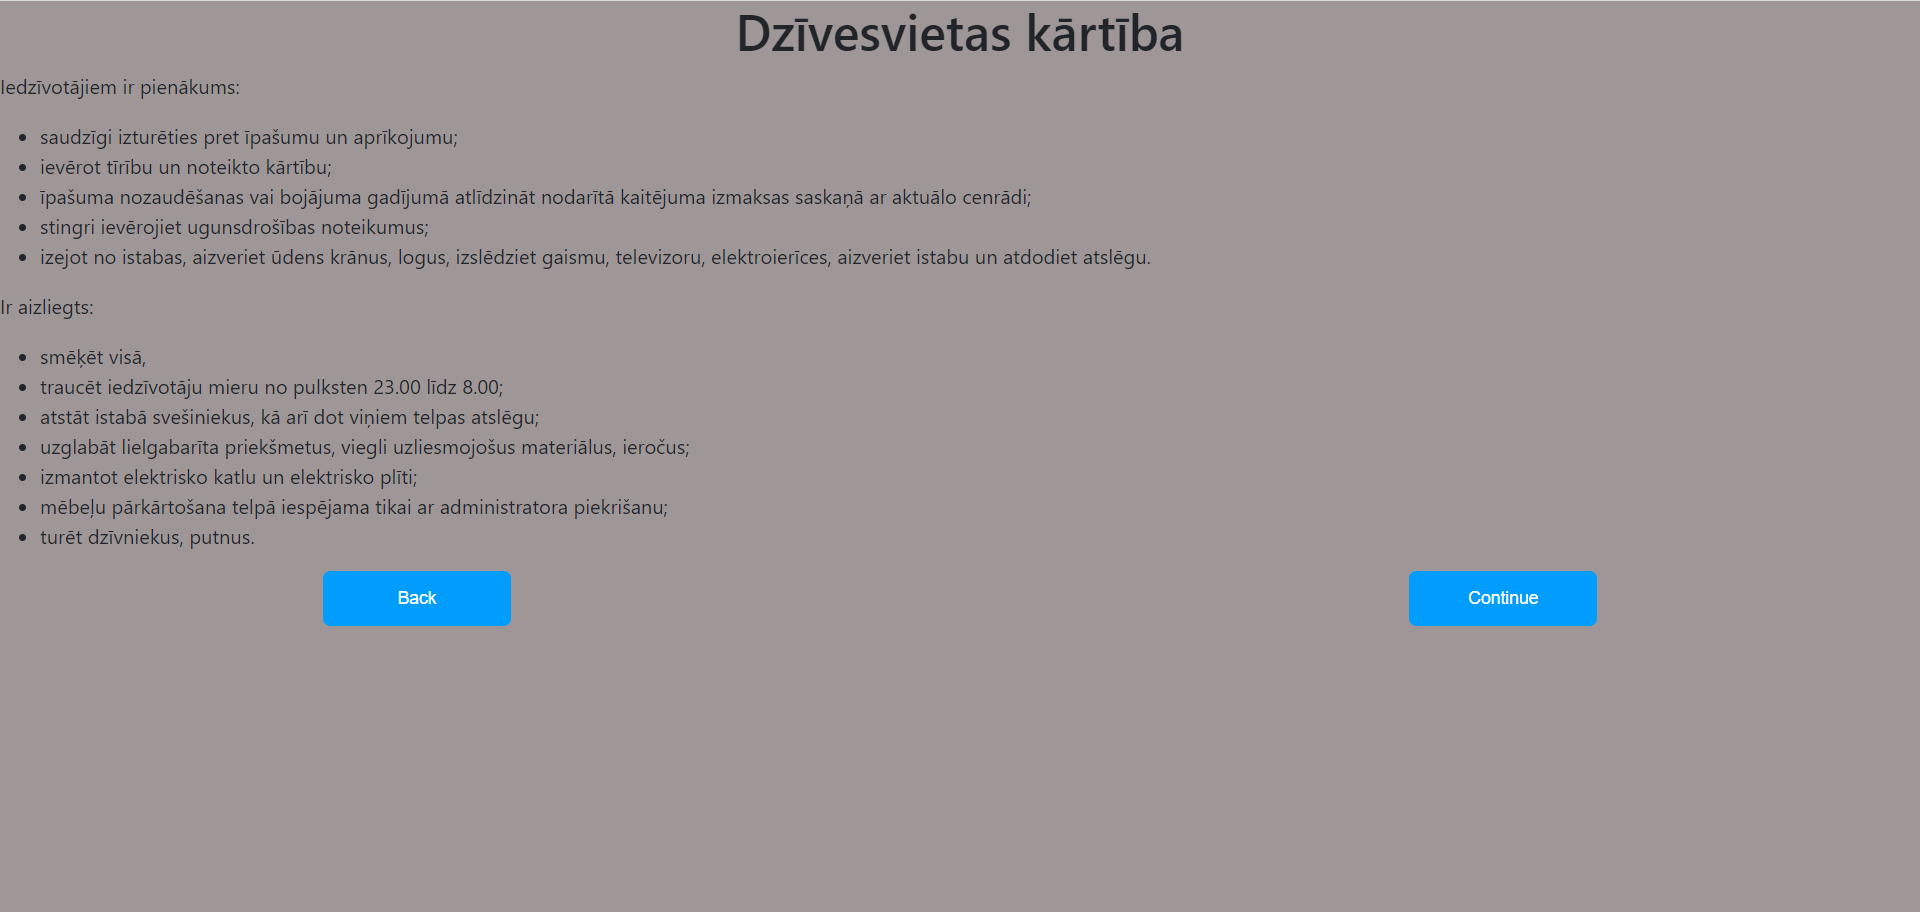 Dzīvesvietas kārtība
Iedzīvotājiem ir pienākums:
saudzīgi izturēties pret īpašumu un aprīkojumu;
ievērot tīrību un noteikto kārtību;
īpašuma nozaudēšanas vai bojājuma gadījumā atlīdzināt nodarītā kaitējuma izmaksas saskaņā ar aktuālo cenrādi;
stingri ievērojiet ugunsdrošības noteikumus;
izejot no istabas, aizveriet ūdens krānus, logus, izslēdziet gaismu, televizoru, elektroierīces, aizveriet istabu un atdodiet atslēgu.
Ir aizliegts:
smēķēt visā,
traucēt iedzīvotāju mieru no pulksten 23.00 līdz 8.00;
atstāt istabā svešiniekus, kā arī dot viņiem telpas atslēgu;
uzglabāt lielgabarīta priekšmetus, viegli uzliesmojošus materiālus, ieročus;
izmantot elektrisko katlu un elektrisko plīti;
mēbeļu pārkārtošana telpā iespējama tikai ar administratora piekrišanu;
turēt dzīvniekus, putnus.
Back
Continue